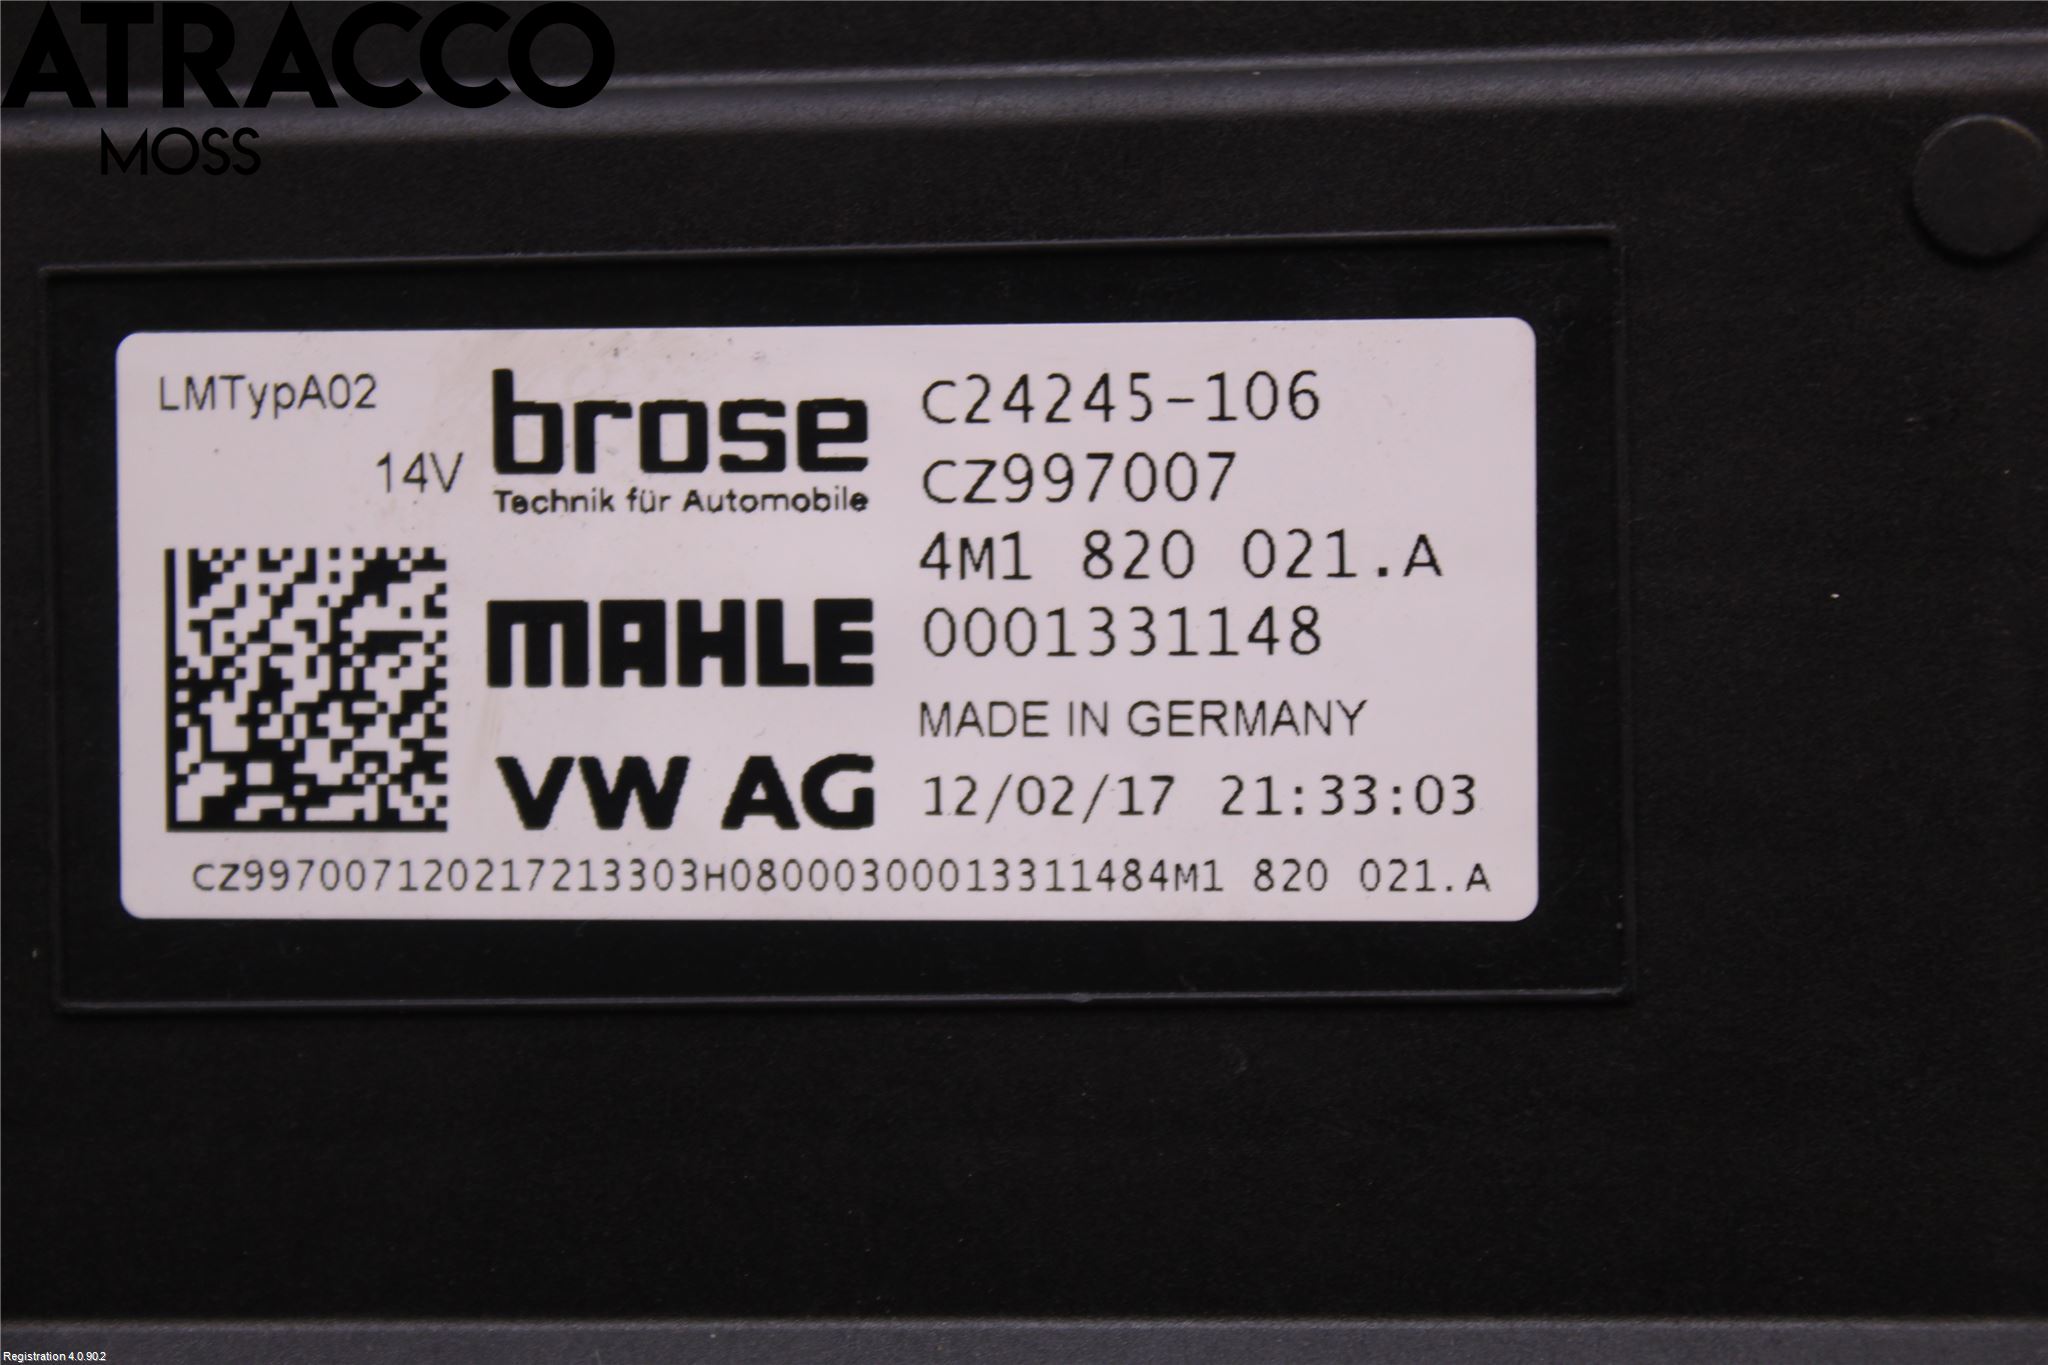 ATRACCO
MOSS
LMTypA02
14V
brose
Technik für Automobile
MAHLE
VW AG
C24245-106
CZ997007
4M1 820 021.A
0001331148
MADE IN GERMANY
12/02/17 21:33:03
CZ997007120217213303H08000300013311484M1 820 021.A
Registration 4.0.90.2